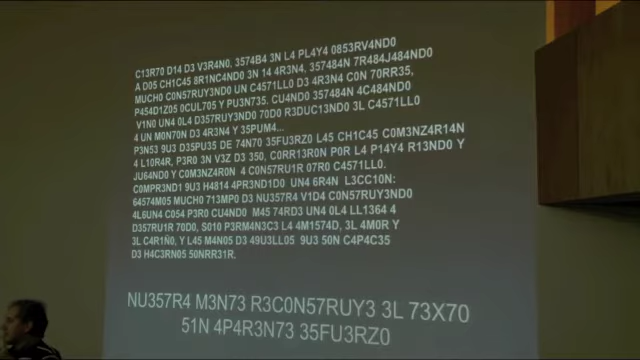 C13R70 D14 D3 V3R4N0, 3574B4 3N L4 PL4Y4 0853RV4ND0
A D05 CH1C45 8R1NC4ND0 3N 14 4R3N4, 357484N 7R484J484ND0
MUCH0 C0N57RUY3ND0 UN C4571LL0 D3 4R3N4 C0N 70RR35,
P454D1Z05 0CUL705 Y PU3N735. CU4ND0 357484N 4C484ND0
V1N0 UN4 0L4 D357RUY3ND0 70D0 R3DUC13ND0 3L C4571LL0
4 UN M0N70N D3 4R3N4 Y 35PUM4...
P3N53 9U3 D35PU35 DE 74N70 35FU3RZ0 L45 CH1C45 C0M3NZ4R14N
4 L10R4R, P3R0 3N V3Z D3 350, C0RR13R0N P0R L4 P14Y4 R13ND0 Y
JU64ND0 Y C0M3NZ4R0N 4 C0N57RU1R 07R0 C4571LL0.
C0MPR3ND1 9U3 H4814 4PR3ND1D0 UN4 6R4N L3CC10N:
64574M05 MUCH0 713MP0 D3 NU357R4 V1D4 C0N57RUY3ND0
4L6UN4 C054 P3R0 CU4ND0 M45 74RD3 UN4 0L4 LL1364 4
D357RU1R 70D0, S010 P3RM4N3C3 L4 4M1574D, 3L 4M0R Y
3L C4R1Ñ0, Y L45 M4N05 D3 49U3LL05 9U3 50N C4P4C35
D3 H4C3RN05 50NRR31R.
NU357R4 M3N73 R3C0N57RUY3 3L 73X70
51N 4P4R3N73 35FU3RZ0